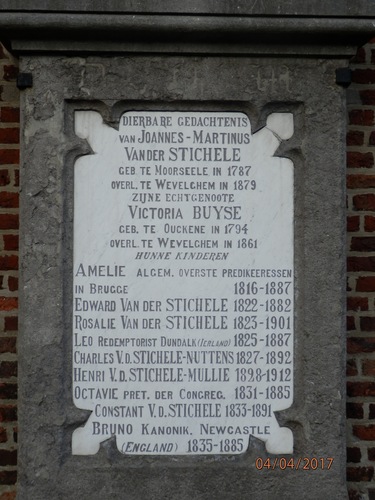 DIERBARE GEDACHTENIS
VAN JOANNES-MARTINUS
VANDER STICHELE
GEB. TE MOORSEELE IN 1787
OVERL. TE WEVELGHEM IN 1879
ZIJNE ECHTGENOOTE
VICTORIA BUYSE
GEB. TE OUCKENE IN 1794
OVERL. TE WEVELGHEM IN 1861
HUNNE KINDEREN
AMELIE ALGEM. OVERSTE PREDIKEERESSEN
IN BRUGGE 1816-1887
EDWARD VAN DER STICHELE 1822-1882
ROSALIE VAN DER STICHELE 1823-1901
LEO REDEMPTORIST DUNDALK (IERLAND) 1825-1887
CHARLES V.D. STICHELE-NUTTENS 1827-1892
HENRI V.D. STICHELE-MULLIE 1828-1912
OCTAVIE PRET. DER CONGREG. 1831-1885
CONSTANT V.D. STICHELE 1833-1891
BRUNO KANONIK. NEWCASTLE
(ENGLAND) 1835-1885
04/04/2017